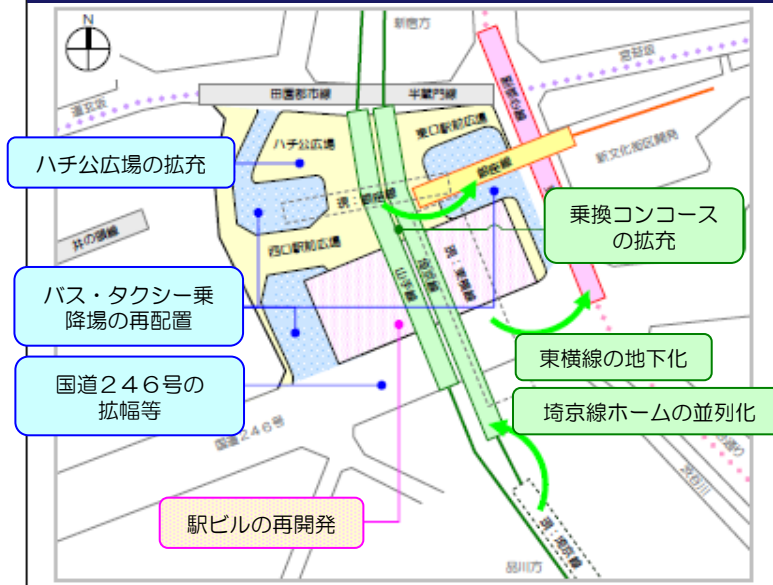 N
新宿方
宮益坂
道玄坂
田園都市線
半蔵門線
ハチ公広場
東口駅前広場
銀座線
新文化街区開発
ハチ公広場の拡充
現：銀座線
乗換コンコース
の拡充
井の頭線
西口駅前広場
山手線
埼京線
現：東横線
バス・タクシー乗
降場の再配置
東横線の地下化
国道２４６号の
拡幅等
埼京線ホームの並列化
国道２４６号
渋谷川
駅ビルの再開発
現：埼京線
品川方